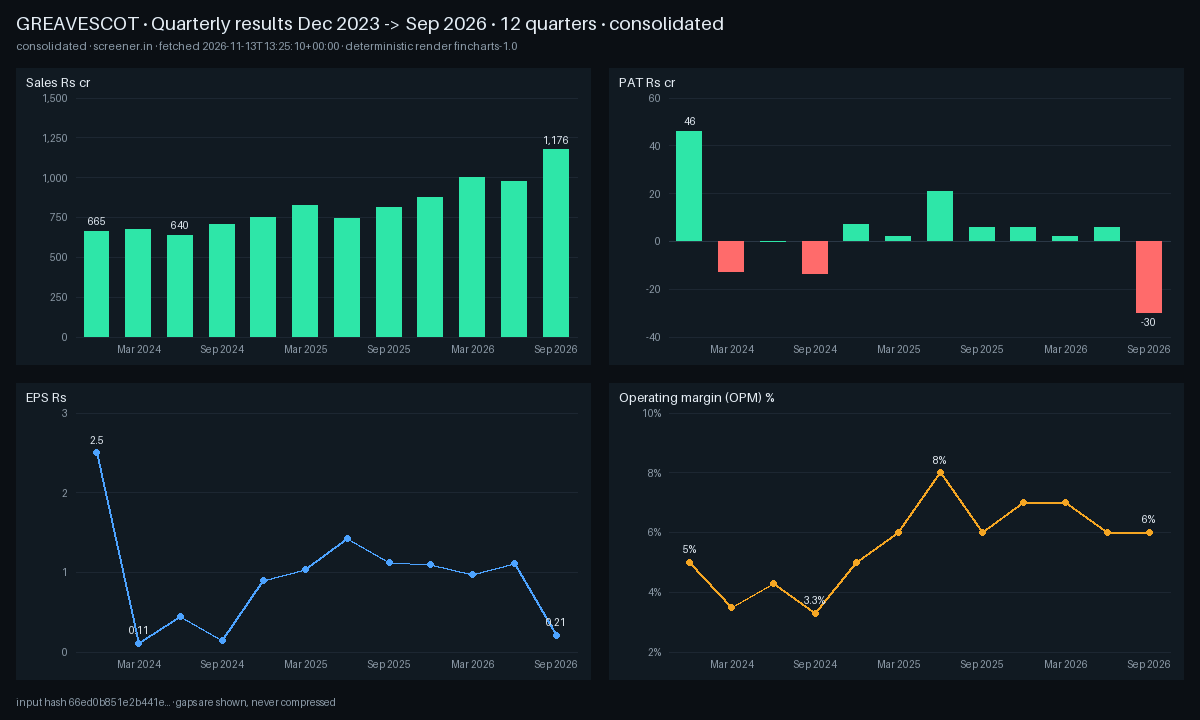 GREAVESCOT · Quarterly results Dec 2023 -> Sep 2026 · 12 quarters · consolidated
consolidated · screener.in · fetched 2026-11-13T13:25:10+00:00 · deterministic render fincharts-1.0
Sales Rs cr
1,500
1,250
1,000
750
500
250
0
665
640
1,176
Mar 2024
Sep 2024
Mar 2025
Sep 2025
Mar 2026
Sep 2026
PAT Rs cr
60
40
20
0
-20
-40
46
-30
Mar 2024
Sep 2024
Mar 2025
Sep 2025
Mar 2026
Sep 2026
EPS Rs
3
2
1
0
2.5
0.11
0.21
Mar 2024
Sep 2024
Mar 2025
Sep 2025
Mar 2026
Sep 2026
Operating margin (OPM) %
10%
8%
6%
4%
2%
5%
3.3%
8%
6%
Mar 2024
Sep 2024
Mar 2025
Sep 2025
Mar 2026
Sep 2026
input hash 66ed0b851e2b441e… · gaps are shown, never compressed